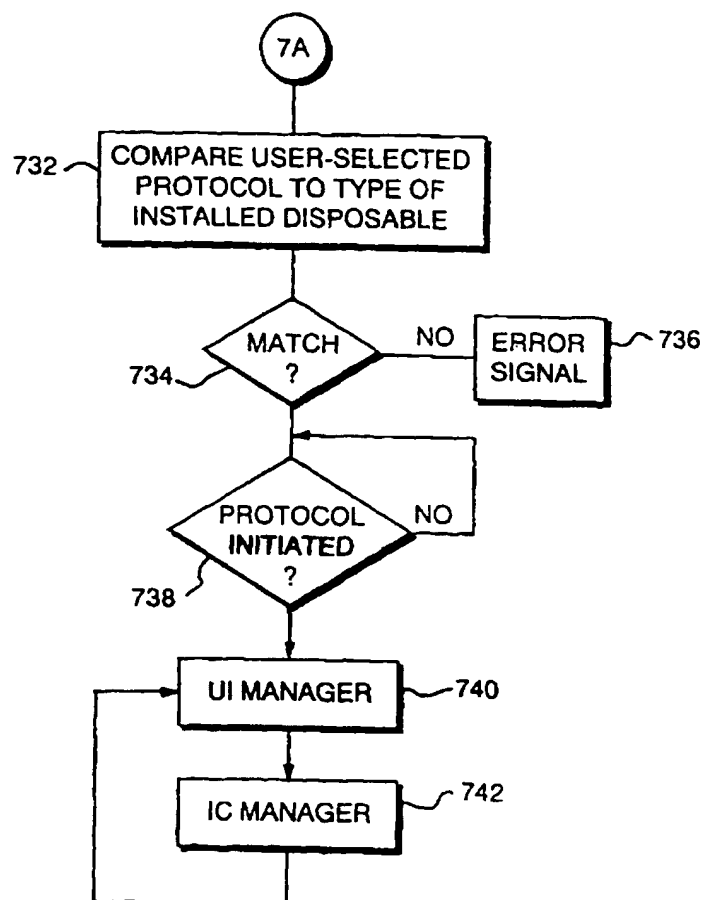 7A
732
COMPARE USER-SELECTED
PROTOCOL TO TYPE OF
INSTALLED DISPOSABLE
MATCH
?
734
NO
ERROR
SIGNAL
736
PROTOCOL
INITIATED
?
NO
738
UI MANAGER
740
IC MANAGER
742